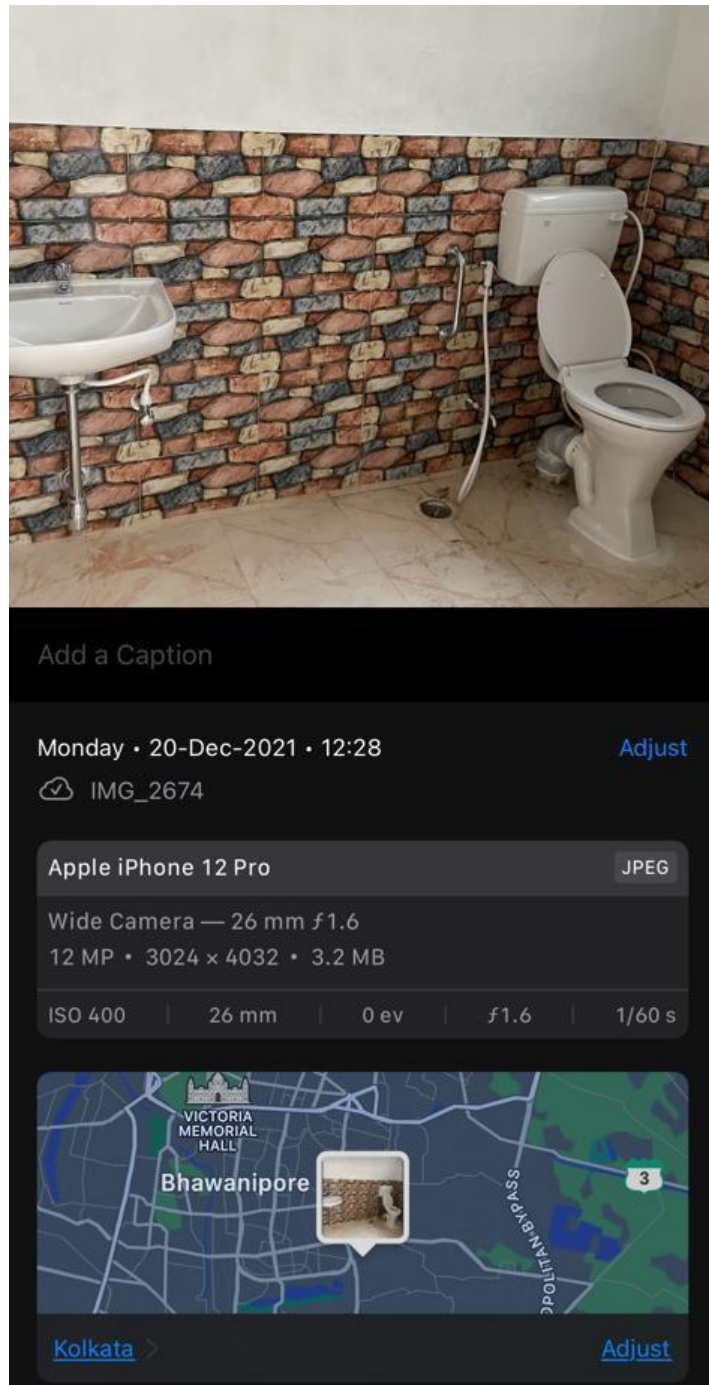 Add a Caption
Monday • 20-Dec-2021 • 12:28 Adjust
IMG_2674
Apple iPhone 12 Pro JPEG
Wide Camera — 26 mm ƒ1.6
12 MP • 3024 × 4032 • 3.2 MB
ISO 400 26 mm 0 ev ƒ1.6 1/60 s
VICTORIA
MEMORIAL
HALL
Bhawanipore
3
OPOLITAN-BYPASS
Kolkata Adjust